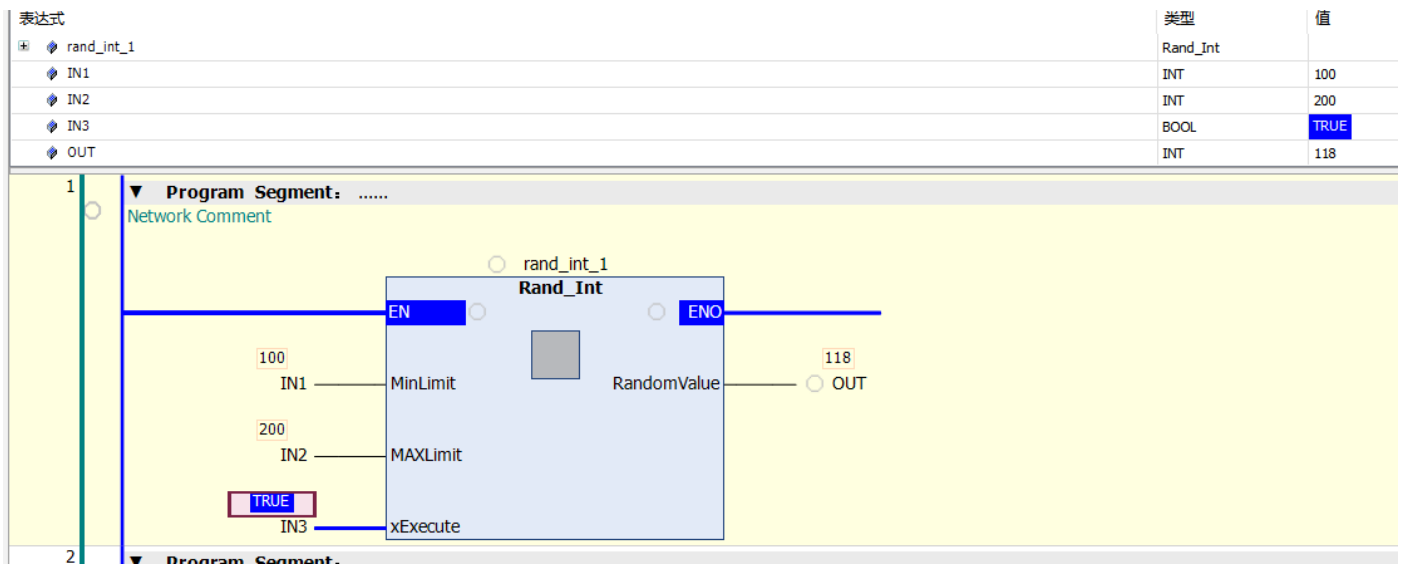 表达式 类型 值
rand_int_1 Rand_Int
IN1 INT 100
IN2 INT 200
IN3 BOOL TRUE
OUT INT 118
1 ▼ Program Segment： ......
Network Comment
rand_int_1
Rand_Int
EN ENO
100 118
IN1 MinLimit RandomValue OUT
200
IN2 MAXLimit
TRUE
IN3 xExecute
2 ▼ Program Segment：